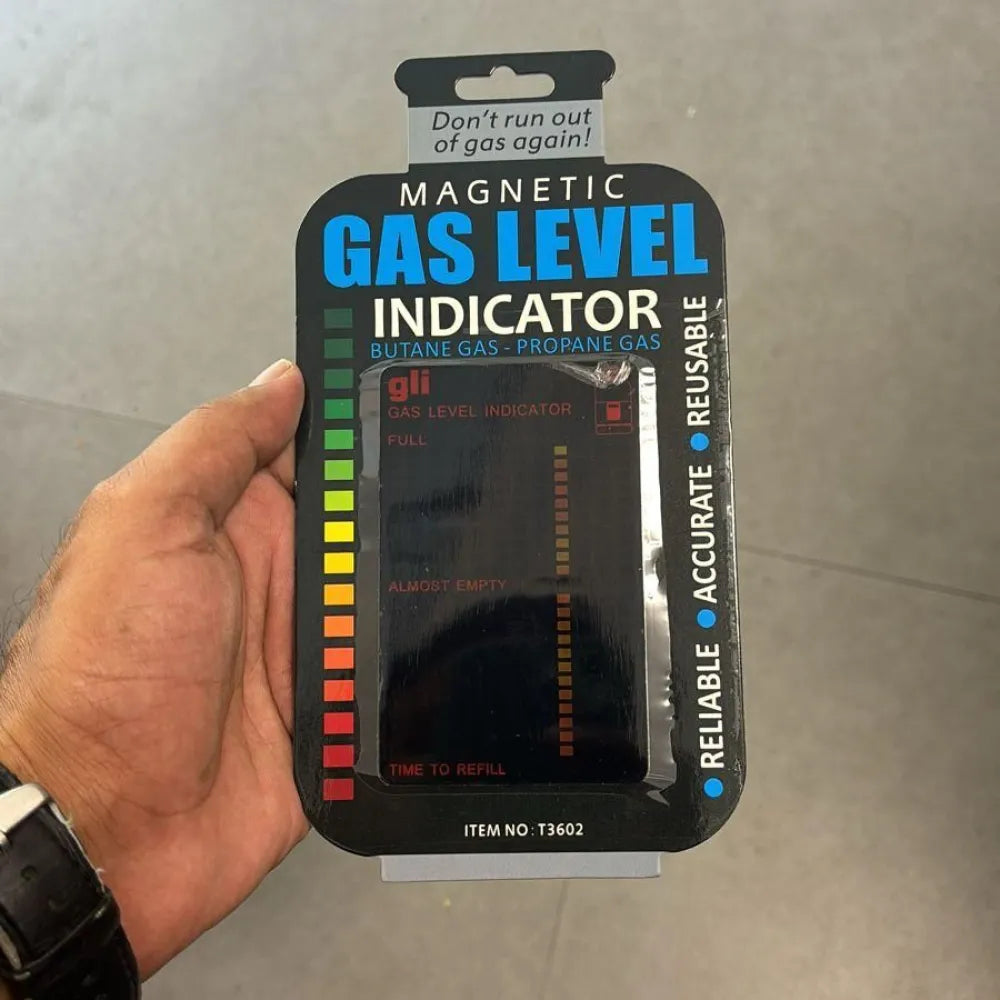 Don't run out
of gas again!
MAGNETIC
GAS LEVEL
INDICATOR
BUTANE GAS - PROPANE GAS
gli
GAS LEVEL INDICATOR
FULL
ALMOST EMPTY
TIME TO REFILL
RELIABLE • ACCURATE • REUSABLE
ITEM NO: T3602